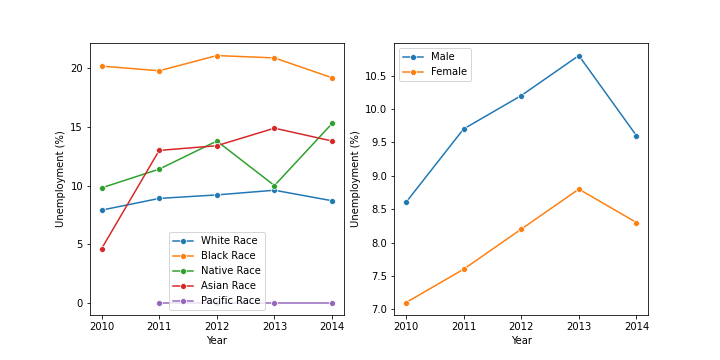 20
15
10
5
0
Unemployment (%)
2010 2011 2012 2013 2014
Year
White Race
Black Race
Native Race
Asian Race
Pacific Race
10.5
10.0
9.5
9.0
8.5
8.0
7.5
7.0
Unemployment (%)
2010 2011 2012 2013 2014
Year
Male
Female